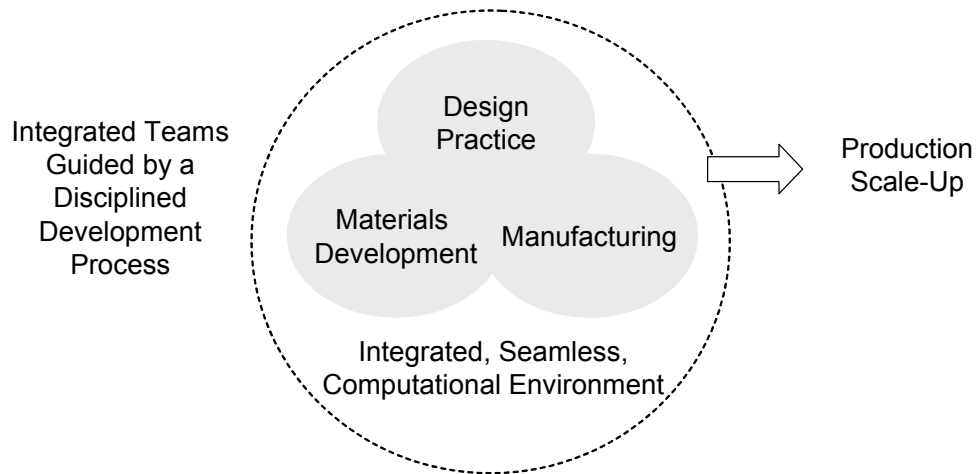 Integrated Teams
Guided by a
Disciplined
Development
Process
Design
Practice
Materials
Development
Manufacturing
Integrated, Seamless,
Computational Environment
Production
Scale-Up